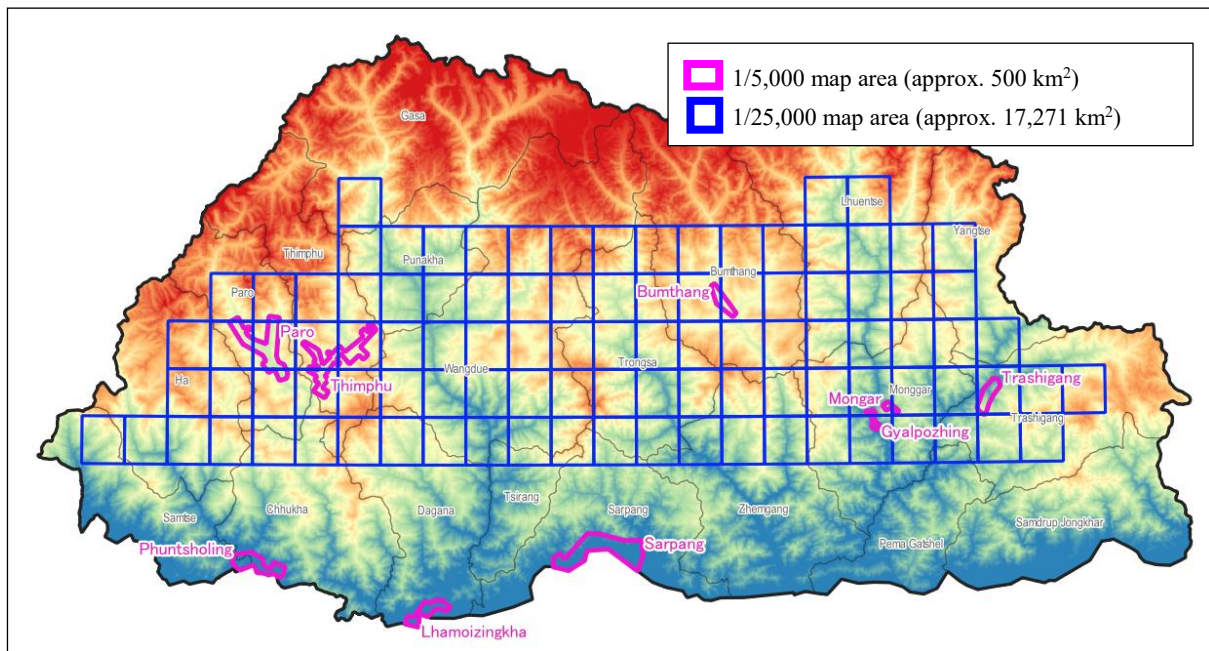 1/5,000 map area (approx. 500 km²)
1/25,000 map area (approx. 17,271 km²)
Gasa
Lhuentse
Yangtse
Thimphu
Punakha
Bumthang
Paro
Bumthang
Paro
Thimphu
Ha
Wangdue
Trongsa
Trashigang
Mongar
Monggar
Gyalpozhing
Trashigang
Samtse
Chhukha
Dagana
Tsirang
Sarpang
Zhemgang
Samdrup Jongkhar
Pema Gatshel
Phuntsholing
Sarpang
Lhamoizingkha